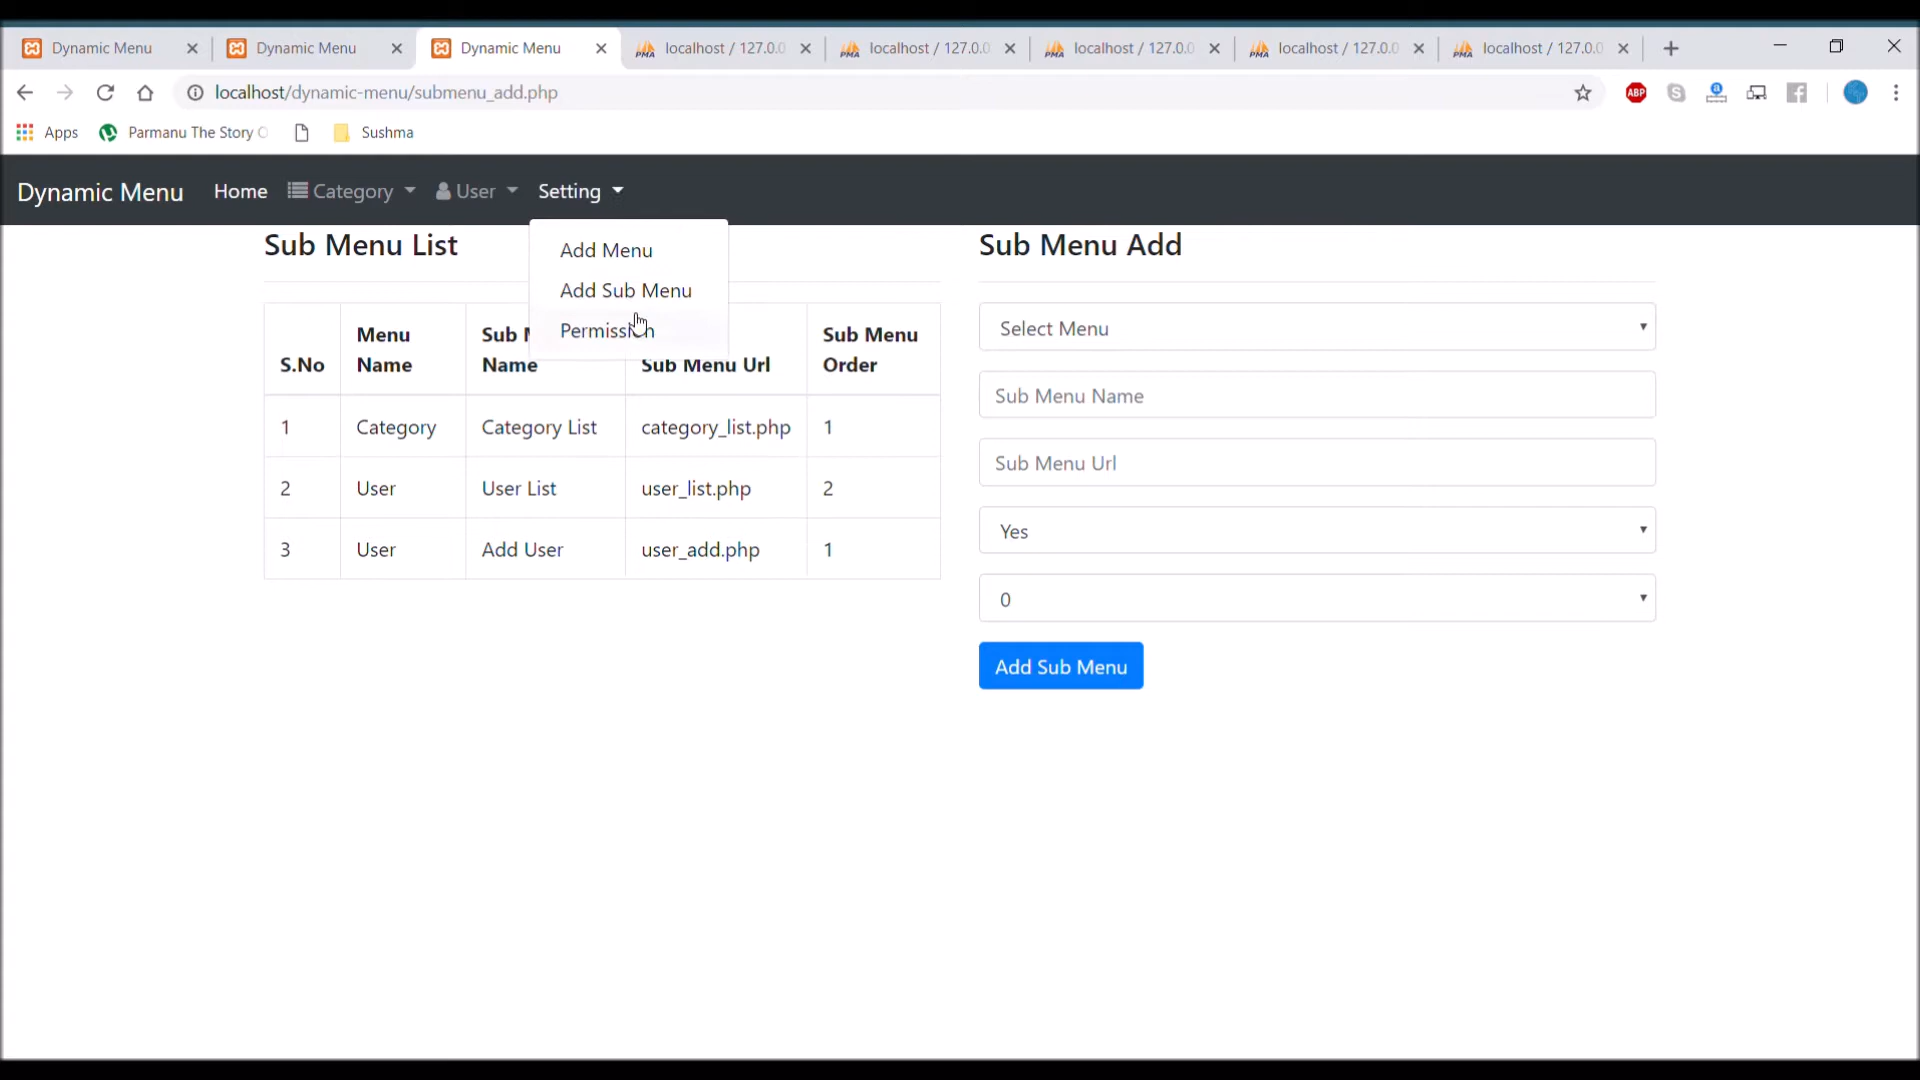 Dynamic Menu
Dynamic Menu
Dynamic Menu
localhost / 127.0.0
localhost / 127.0.0
localhost / 127.0.0
localhost / 127.0.0
localhost / 127.0.0
localhost/dynamic-menu/submenu_add.php
ABP
Apps
Parmanu The Story O
Sushma
Dynamic Menu Home Category User Setting
Add Menu
Add Sub Menu
Permission
Sub Menu List
S.No Menu Name Sub M Name Sub Menu Url Sub Menu Order
1 Category Category List category_list.php 1
2 User User List user_list.php 2
3 User Add User user_add.php 1
Sub Menu Add
Select Menu
Sub Menu Name
Sub Menu Url
Yes
0
Add Sub Menu